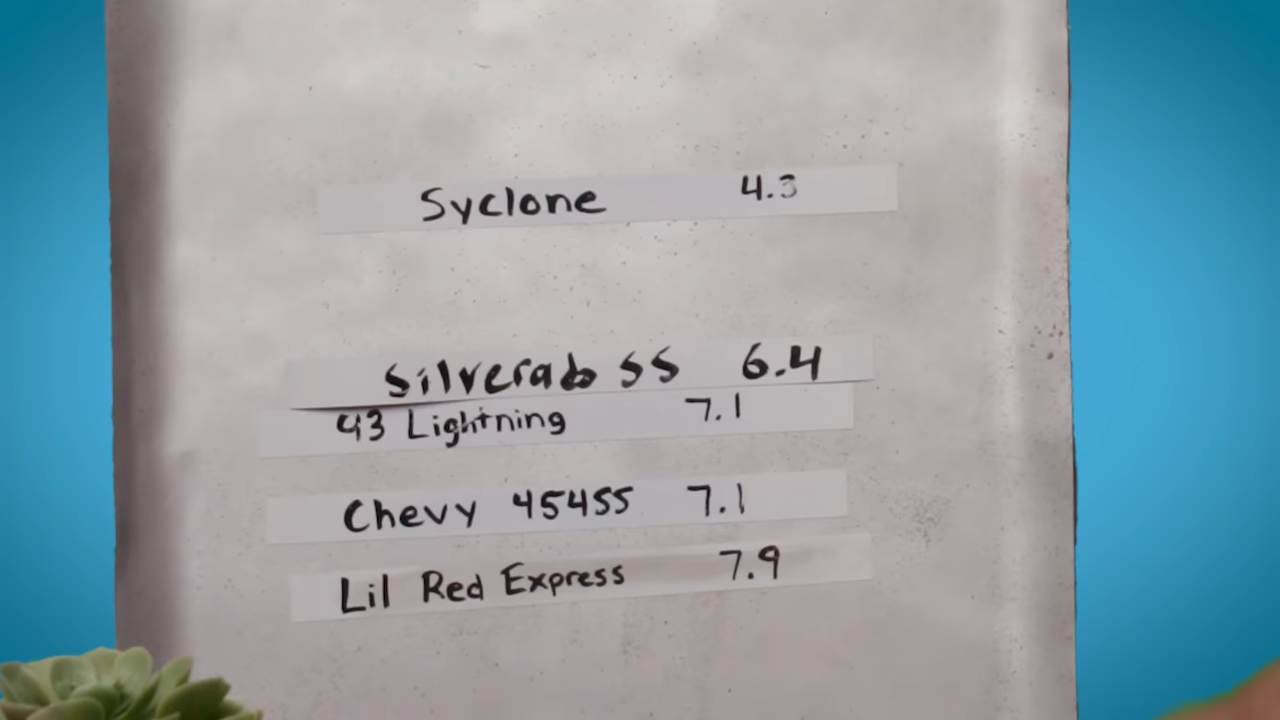 Syclone 4.3
Silverado SS 6.4
93 Lightning 7.1
Chevy 454SS 7.1
Lil Red Express 7.9